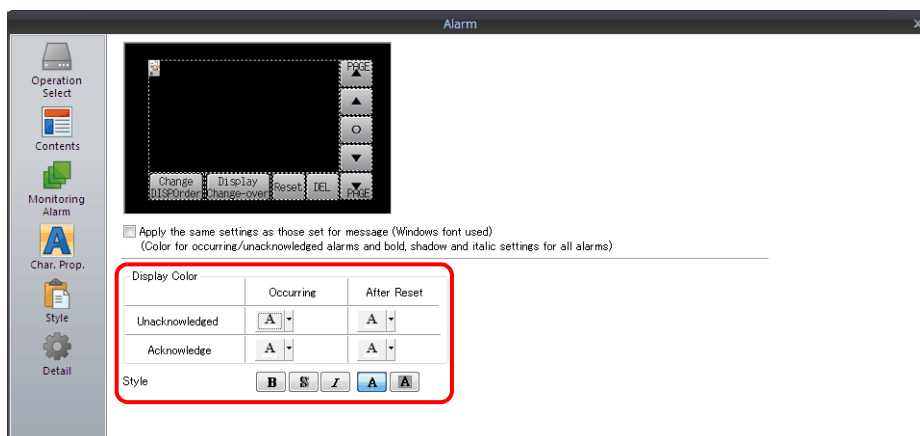 Alarm
Operation
Select
Contents
Monitoring
Alarm
Char. Prop.
Style
Detail
PAGE
Change
DISPOrder
Display
Change-over
Reset
DEL
PAGE
Apply the same settings as those set for message (Windows font used)
(Color for occurring/unacknowledged alarms and bold, shadow and italic settings for all alarms)
Display Color
Occurring After Reset
Unacknowledged A A
Acknowledge A A
Style B S I A A